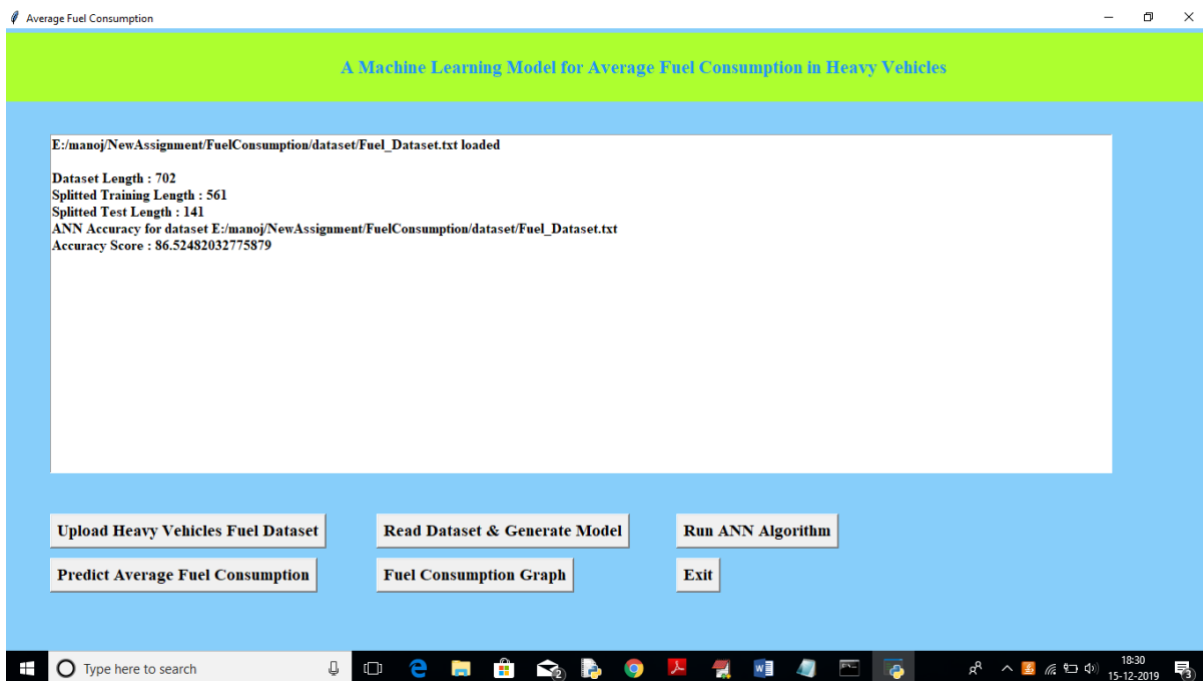 Average Fuel Consumption
A Machine Learning Model for Average Fuel Consumption in Heavy Vehicles
E:/manoj/NewAssignment/FuelConsumption/dataset/Fuel_Dataset.txt loaded
Dataset Length : 702
Splitted Training Length : 561
Splitted Test Length : 141
ANN Accuracy for dataset E:/manoj/NewAssignment/FuelConsumption/dataset/Fuel_Dataset.txt
Accuracy Score : 86.52482032775879
Upload Heavy Vehicles Fuel Dataset
Read Dataset & Generate Model
Run ANN Algorithm
Predict Average Fuel Consumption
Fuel Consumption Graph
Exit
Type here to search
2
18:30
15-12-2019
3